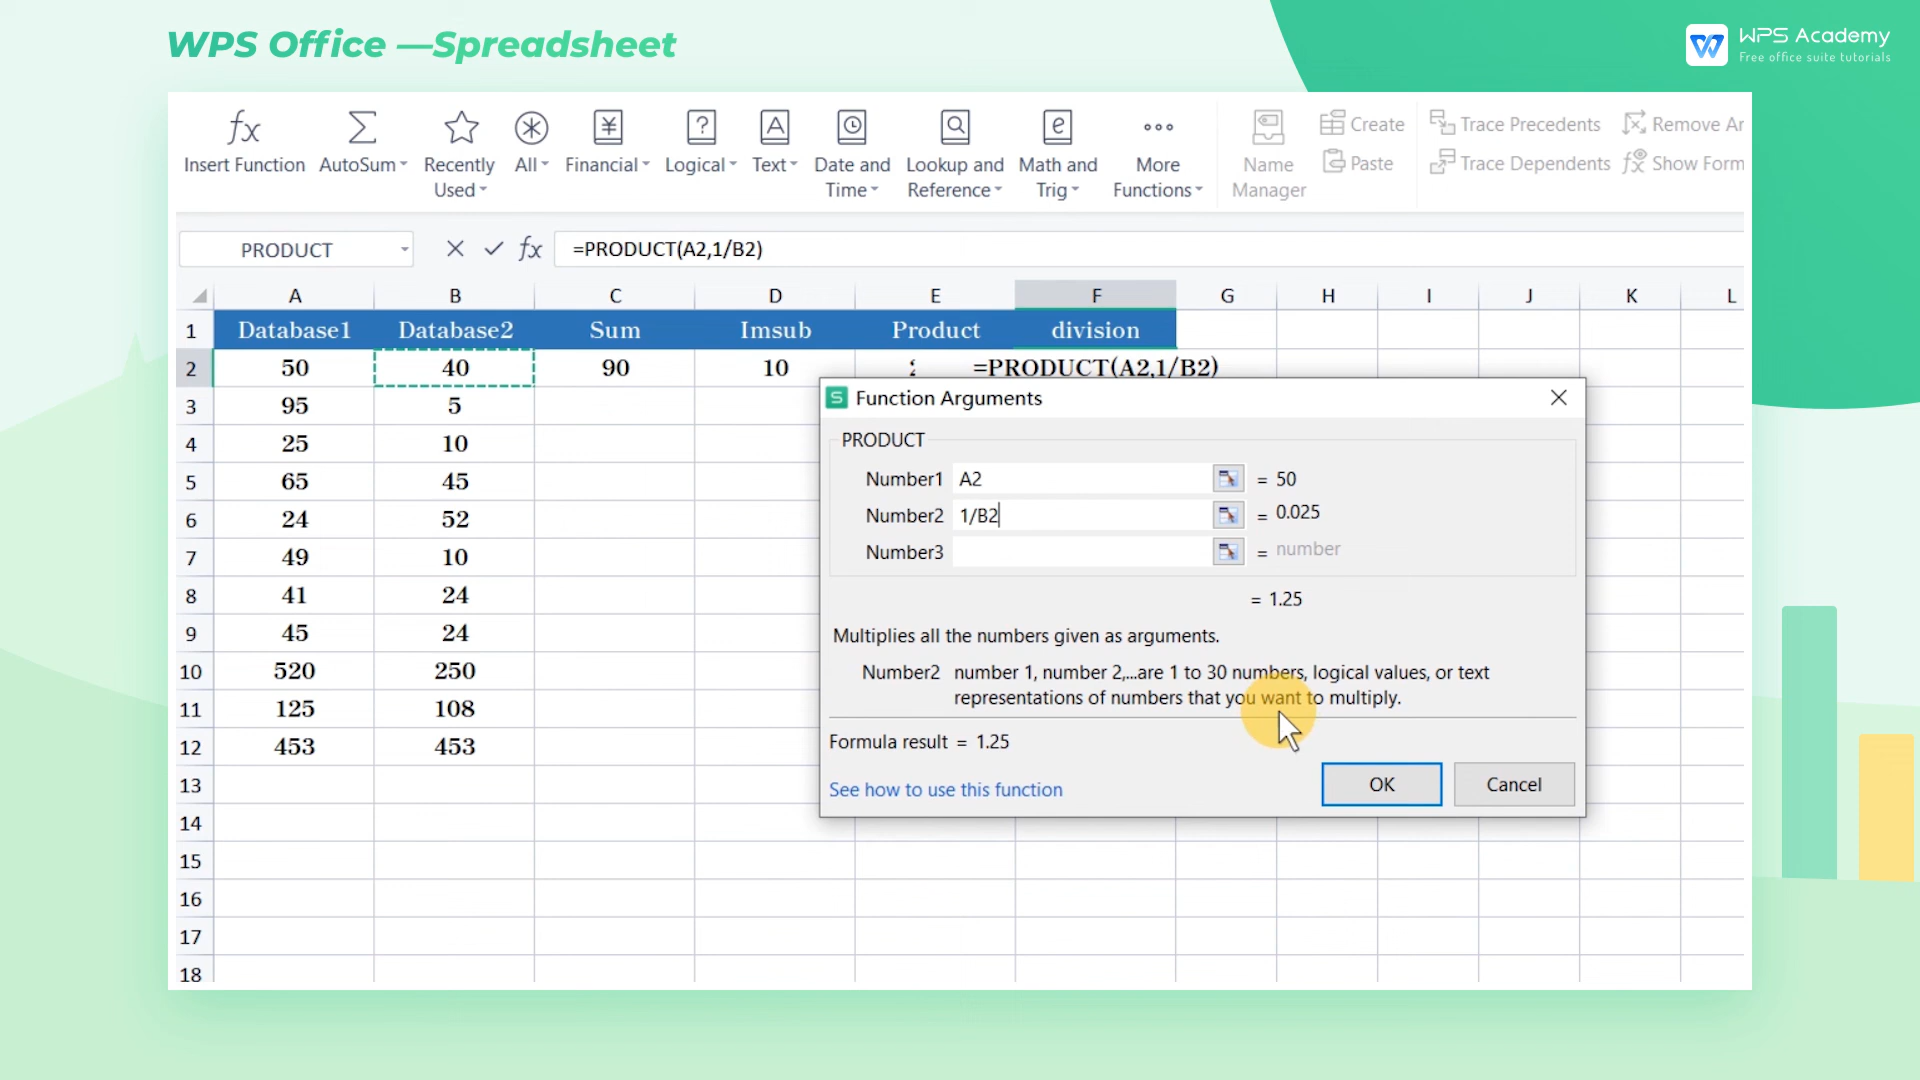 WPS Office —Spreadsheet
WPS Academy
Free office suite tutorials
Insert Function
AutoSum
Recently Used
All
Financial
Logical
Text
Date and Time
Lookup and Reference
Math and Trig
More Functions
Name Manager
Create
Paste
Trace Precedents
Trace Dependents
Remove Ar
Show Form
PRODUCT
=PRODUCT(A2,1/B2)
A B C D E F G H I J K L
1 Database1 Database2 Sum Imsub Product division
2 50 40 90 10 =PRODUCT(A2,1/B2)
3 95 5
4 25 10
5 65 45
6 24 52
7 49 10
8 41 24
9 45 24
10 520 250
11 125 108
12 453 453
13
14
15
16
17
18
Function Arguments
PRODUCT
Number1 A2 = 50
Number2 1/B2 = 0.025
Number3 = number
= 1.25
Multiplies all the numbers given as arguments.
Number2 number 1, number 2,...are 1 to 30 numbers, logical values, or text
representations of numbers that you want to multiply.
Formula result = 1.25
See how to use this function
OK
Cancel